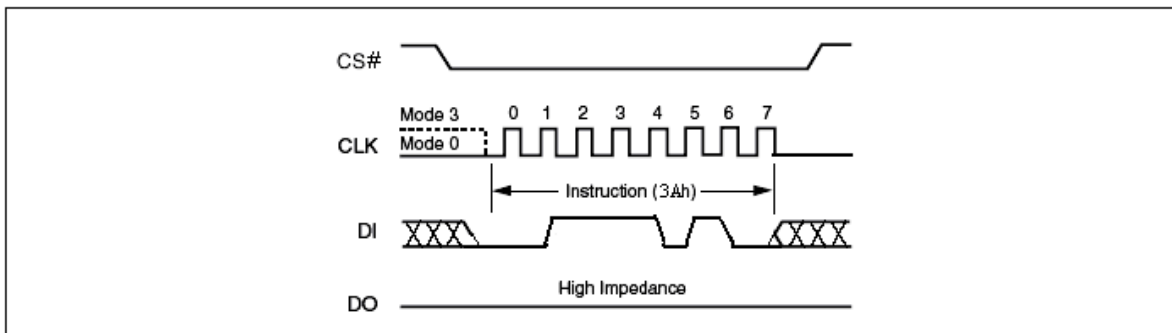 CS#
Mode 3 0 1 2 3 4 5 6 7
CLK Mode 0
Instruction (3Ah)
DI
High Impedance
DO